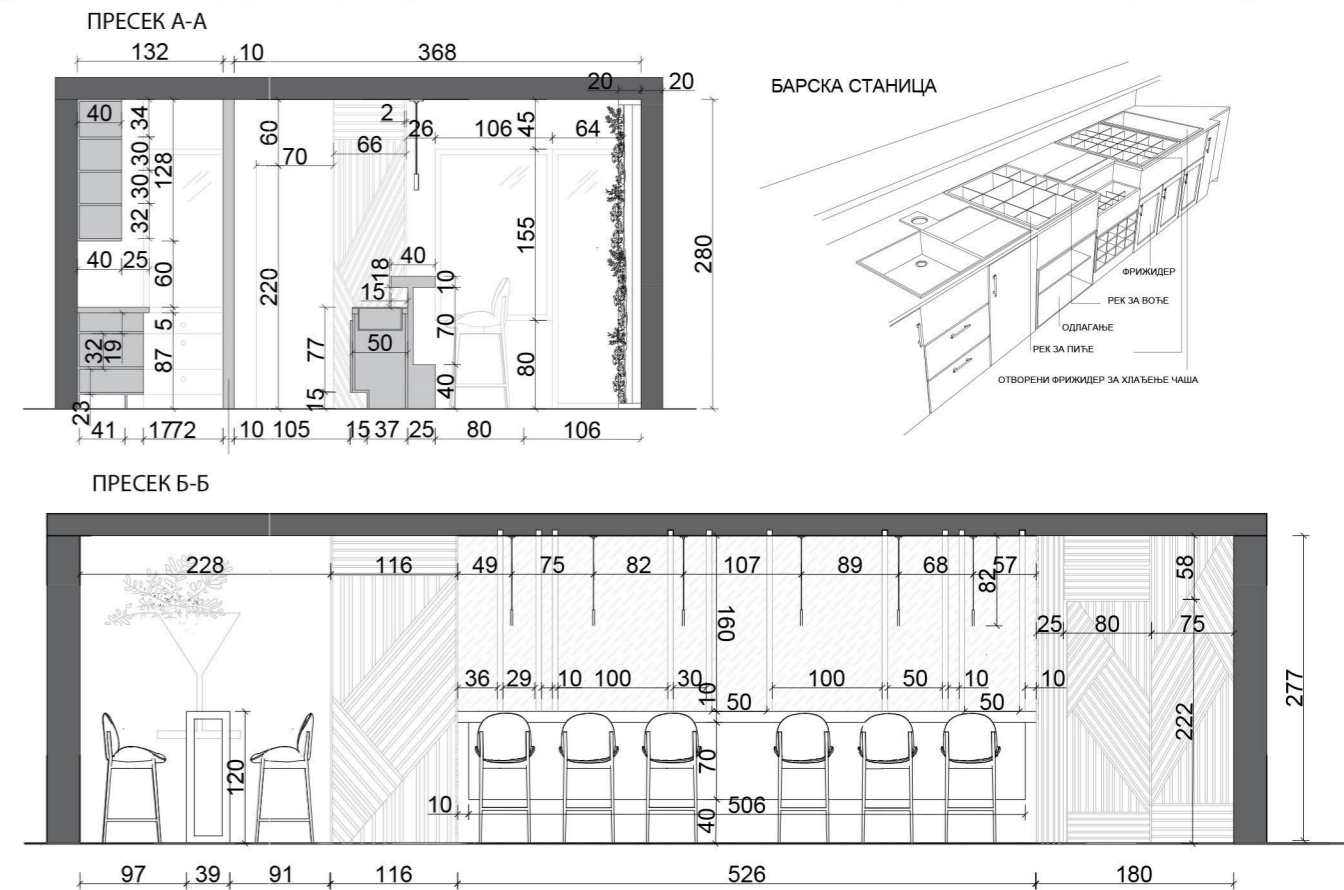 ПРЕСЕК А-А
132 10 368
20 20
40 34 2 26 106 45 64
60 66
30 128 70
30
32
40 25 60 220 18 40 155 280
15 10
5 50 70
32 19 87 77 80
15 40
23
41 17 72 10 105 15 37 25 80 106
БАРСКА СТАНИЦА
ФРИЖИДЕР
РЕК ЗА ВОЋЕ
ОДЛАГАЊЕ
РЕК ЗА ПИЋЕ
ОТВОРЕНИ ФРИЖИДЕР ЗА ХЛАЂЕЊЕ ЧАША
ПРЕСЕК Б-Б
228 116 49 75 82 107 89 68 57
82 58
160 25 80 75
36 29 10 100 30 100 50 10 10
10 50 50 277
222
120 70
10 506
40
97 39 91 116 526 180